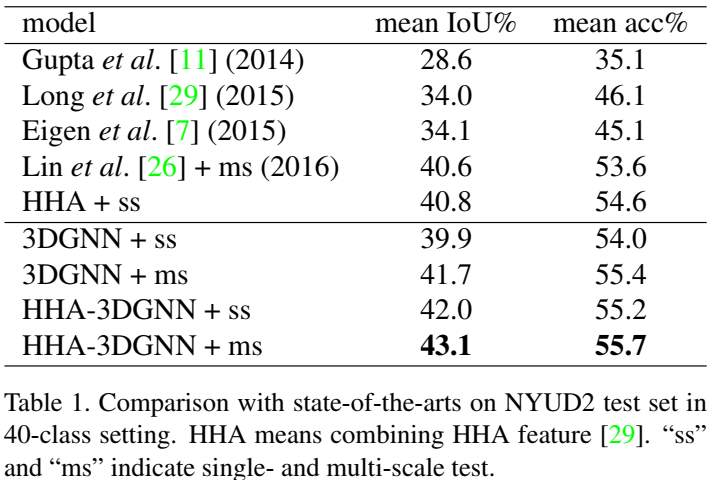 model mean IoU% mean acc%
Gupta et al. [11] (2014) 28.6 35.1
Long et al. [29] (2015) 34.0 46.1
Eigen et al. [7] (2015) 34.1 45.1
Lin et al. [26] + ms (2016) 40.6 53.6
HHA + ss 40.8 54.6
3DGNN + ss 39.9 54.0
3DGNN + ms 41.7 55.4
HHA-3DGNN + ss 42.0 55.2
HHA-3DGNN + ms 43.1 55.7
Table 1. Comparison with state-of-the-arts on NYUD2 test set in
40-class setting. HHA means combining HHA feature [29]. “ss”
and “ms” indicate single- and multi-scale test.